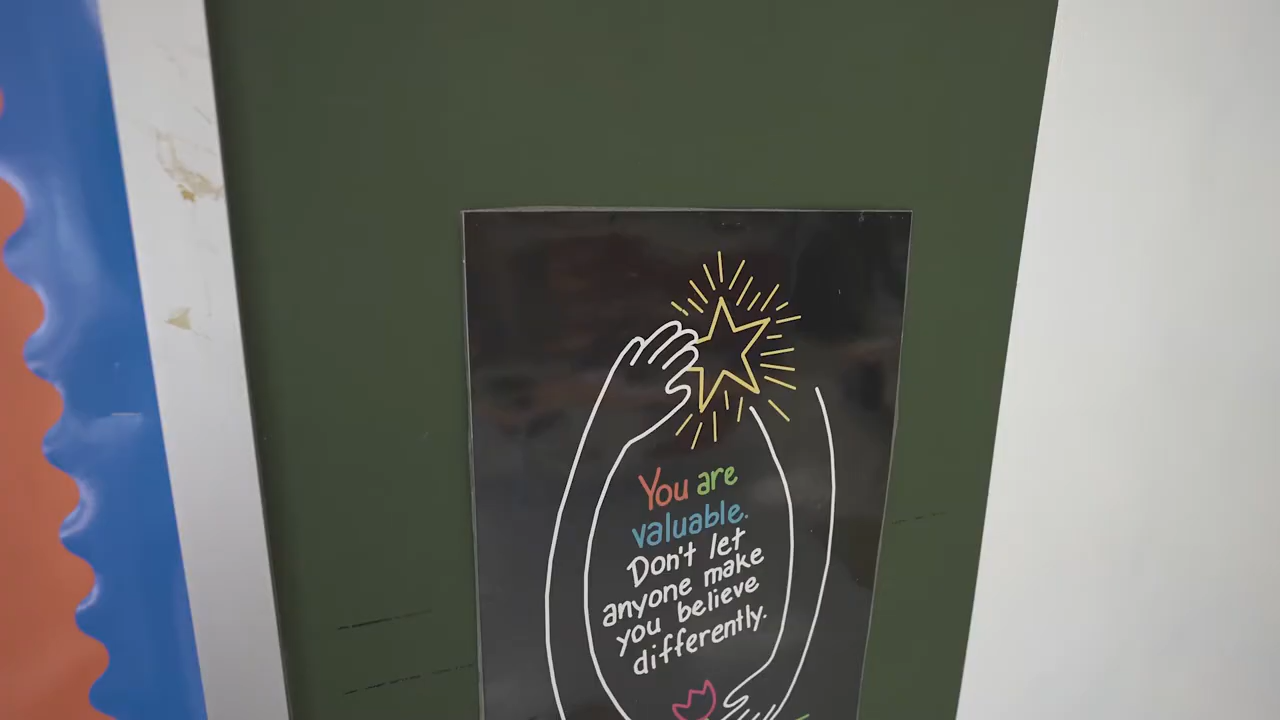 You are
valuable.
Don't let
anyone make
you believe
differently.